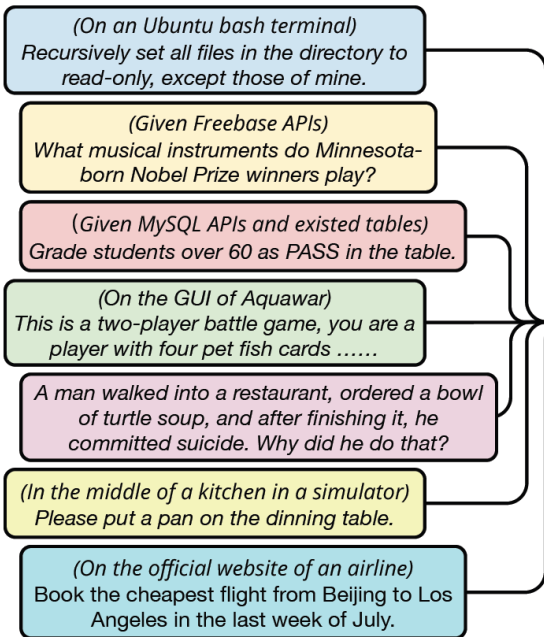 (On an Ubuntu bash terminal)
Recursively set all files in the directory to
read-only, except those of mine.
(Given Freebase APIs)
What musical instruments do Minnesota-
born Nobel Prize winners play?
(Given MySQL APIs and existed tables)
Grade students over 60 as PASS in the table.
(On the GUI of Aquawar)
This is a two-player battle game, you are a
player with four pet fish cards ......
A man walked into a restaurant, ordered a bowl
of turtle soup, and after finishing it, he
committed suicide. Why did he do that?
(In the middle of a kitchen in a simulator)
Please put a pan on the dinning table.
(On the official website of an airline)
Book the cheapest flight from Beijing to Los
Angeles in the last week of July.